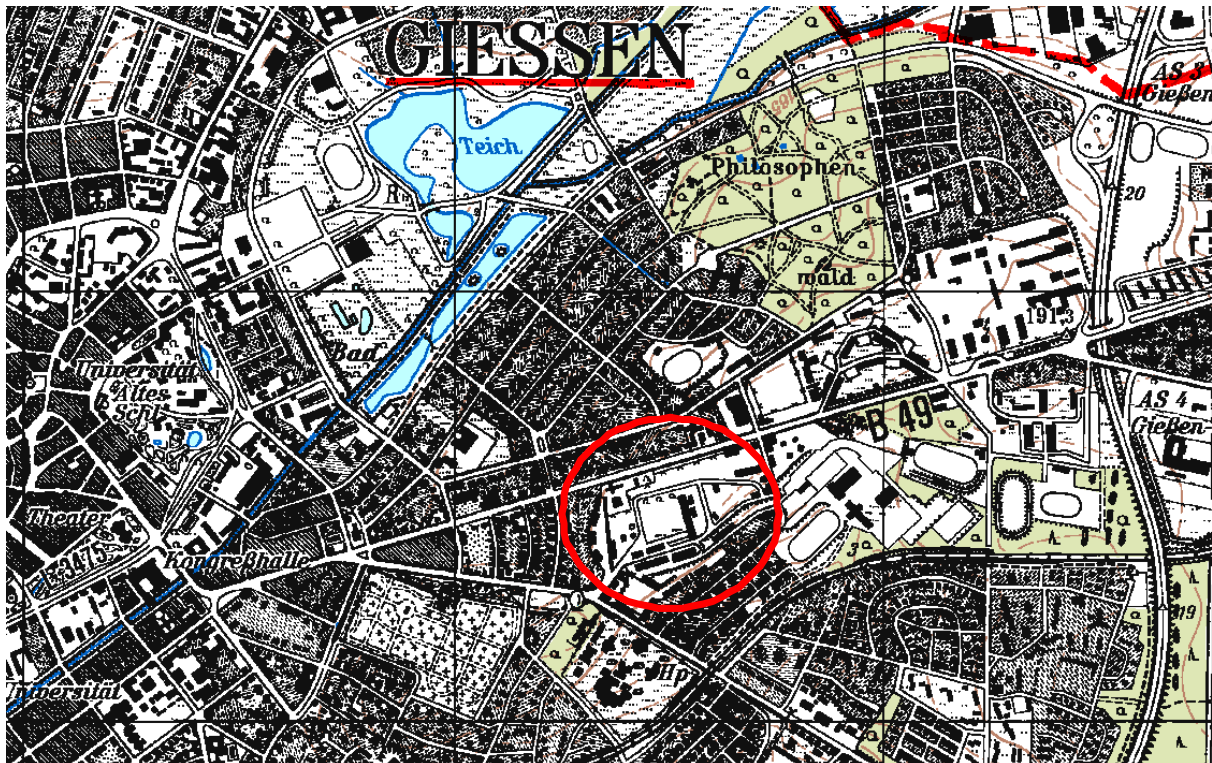 GIESSEN
AS 3
Gießen
Teich
Philosophen-
R
20
wald
191,3
Bad
Universität
Altes
Schl.
B 49
AS 4
Gießen-
Theater
L 3475
Kongreßhalle
3
Hp
Universität